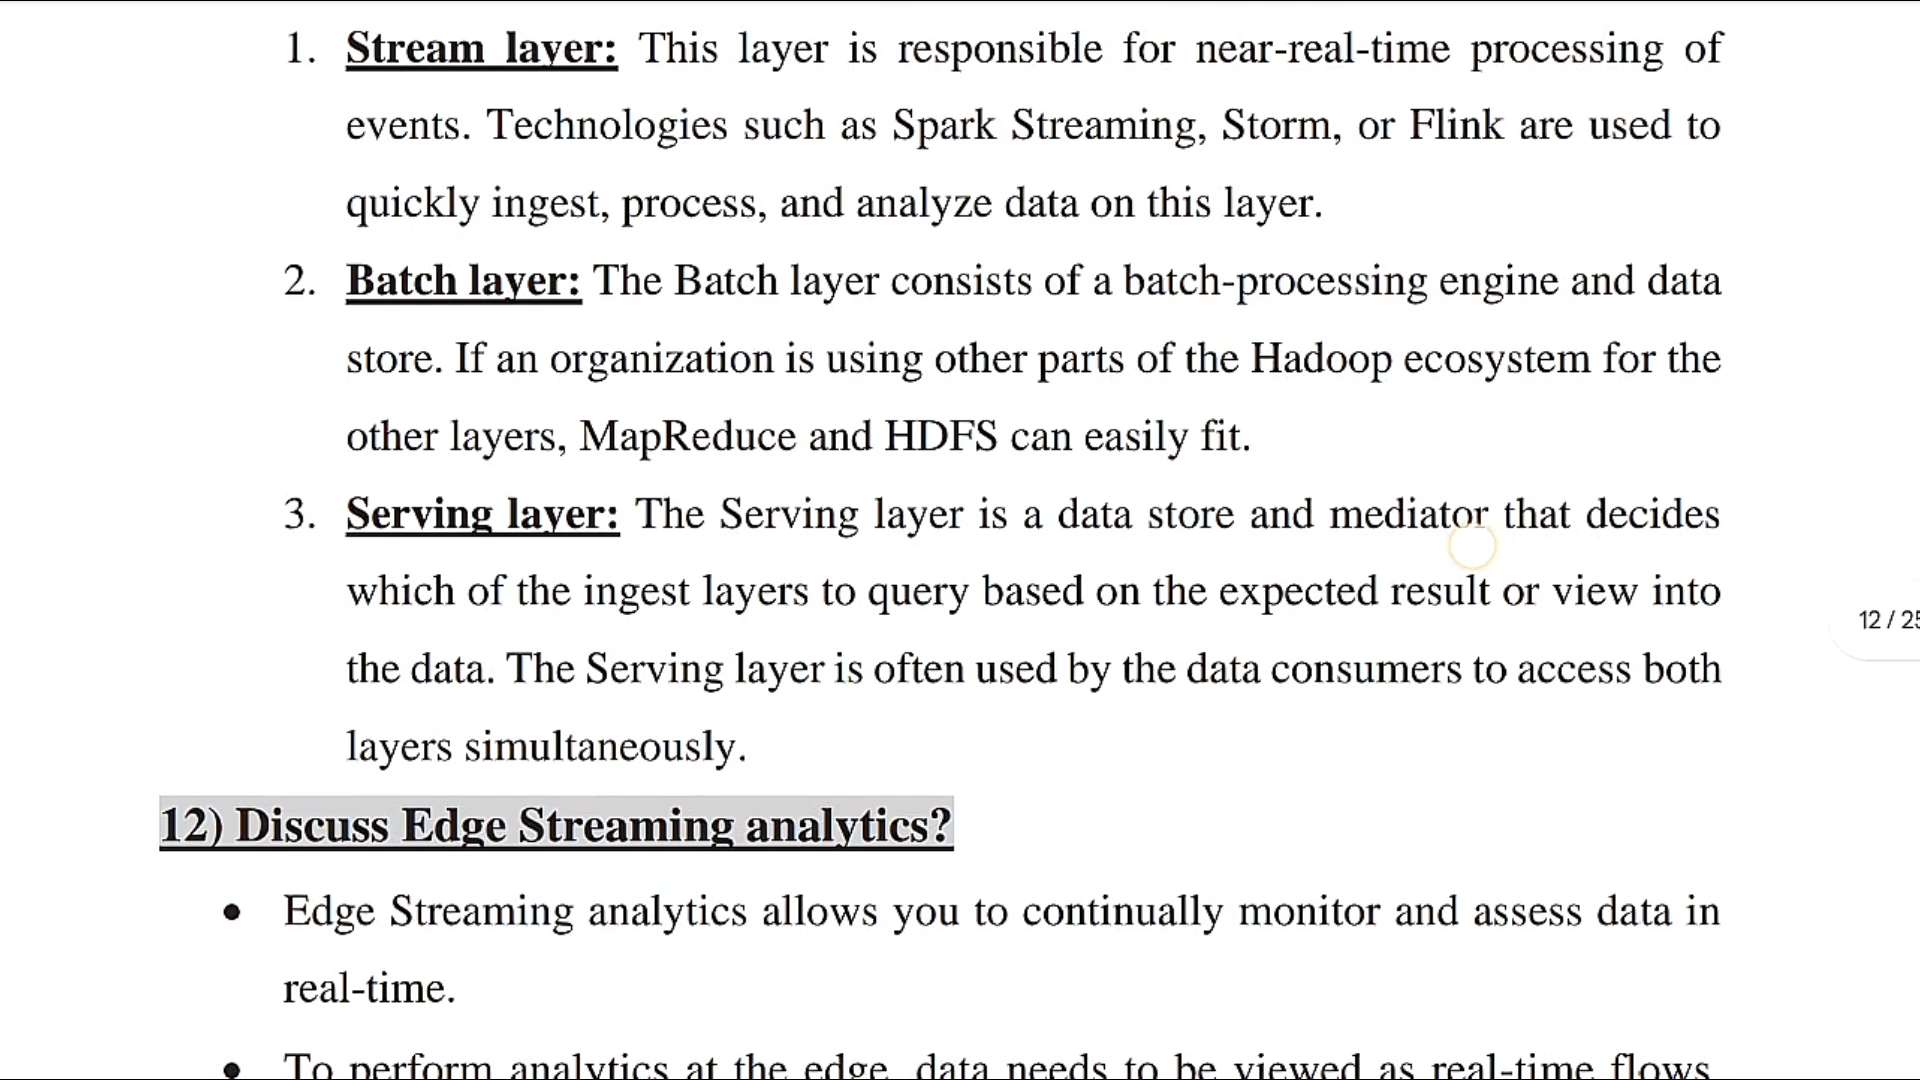 1. Stream layer: This layer is responsible for near-real-time processing of
events. Technologies such as Spark Streaming, Storm, or Flink are used to
quickly ingest, process, and analyze data on this layer.
2. Batch layer: The Batch layer consists of a batch-processing engine and data
store. If an organization is using other parts of the Hadoop ecosystem for the
other layers, MapReduce and HDFS can easily fit.
3. Serving layer: The Serving layer is a data store and mediator that decides
which of the ingest layers to query based on the expected result or view into
the data. The Serving layer is often used by the data consumers to access both
layers simultaneously.
12 / 25
12) Discuss Edge Streaming analytics?
• Edge Streaming analytics allows you to continually monitor and assess data in
real-time.
• To perform analytics at the edge, data needs to be viewed as real-time flows.